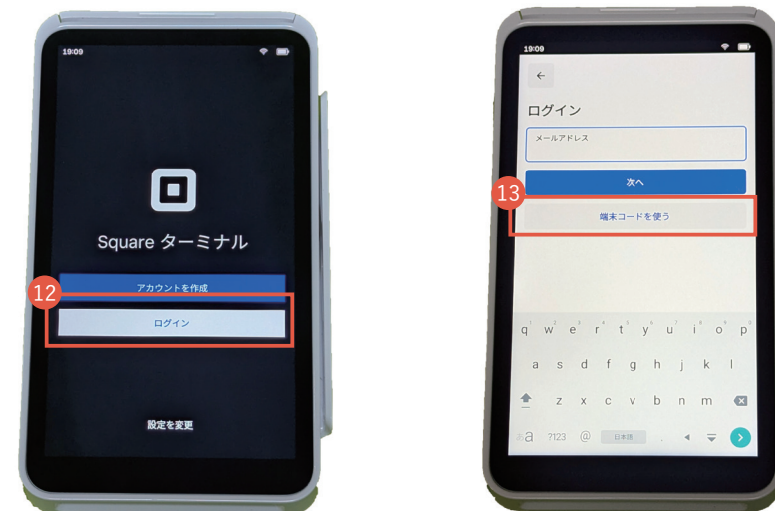 19:09
Square ターミナル
アカウントを作成
12
ログイン
設定を変更
19:09
ログイン
メールアドレス
次へ
13
端末コードを使う
q w e r t y u i o p
a s d f g h j k l
z x c v b n m
あa ?123 @ 日本語 .